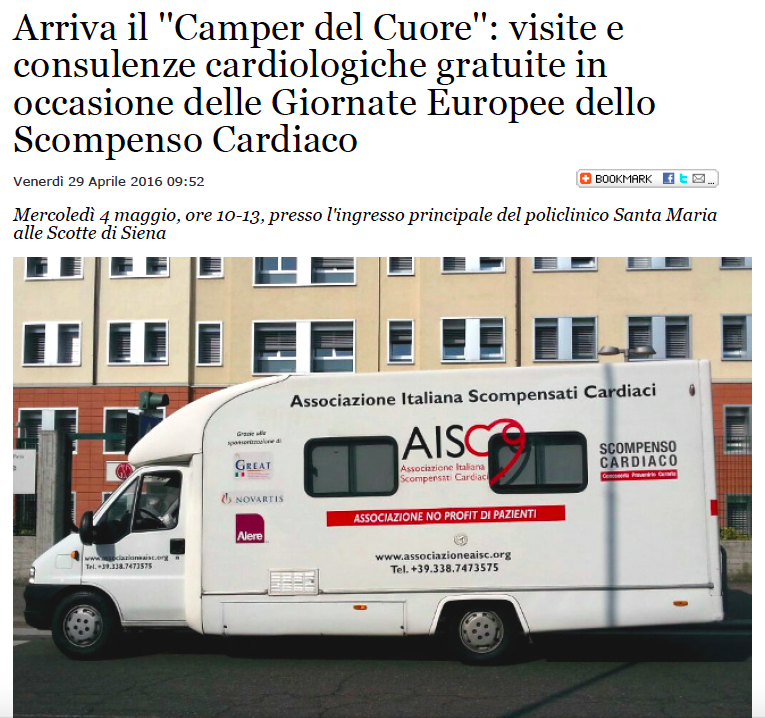 Arriva il "Camper del Cuore": visite e
consulenze cardiologiche gratuite in
occasione delle Giornate Europee dello
Scompenso Cardiaco
Venerdì 29 Aprile 2016 09:52
BOOKMARK ...
Mercoledì 4 maggio, ore 10-13, presso l'ingresso principale del policlinico Santa Maria
alle Scotte di Siena
Associazione Italiana Scompensati Cardiaci
Grazie alla
sponsorizzazione di
GREAT
NOVARTIS
Alere
AISC
Associazione Italiana
Scompensati Cardiaci
SCOMPENSO
CARDIACO
Conoscerlo Prevenirlo Curarlo
ASSOCIAZIONE NO PROFIT DI PAZIENTI
www.associazioneaisc.org
Tel. +39.338.7473575
www.associazioneaisc.org
Tel. +39.338.7473575